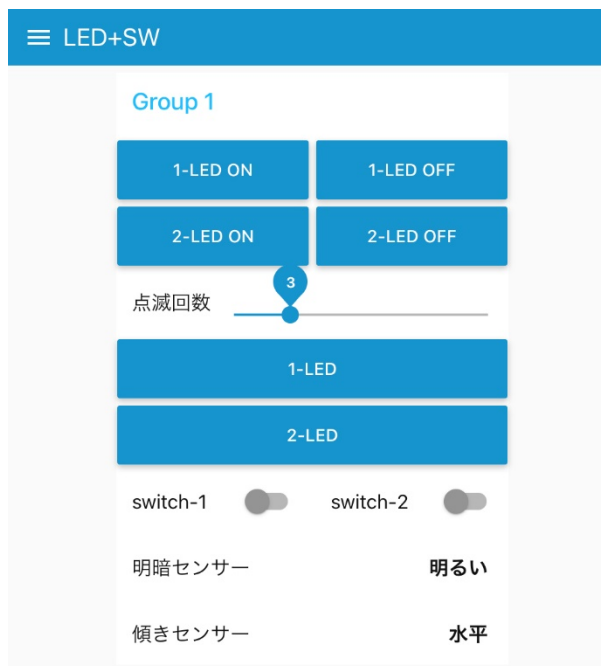 LED+SW
Group 1
1-LED ON 1-LED OFF
2-LED ON 2-LED OFF
3
点滅回数
1-LED
2-LED
switch-1 switch-2
明暗センサー 明るい
傾きセンサー 水平